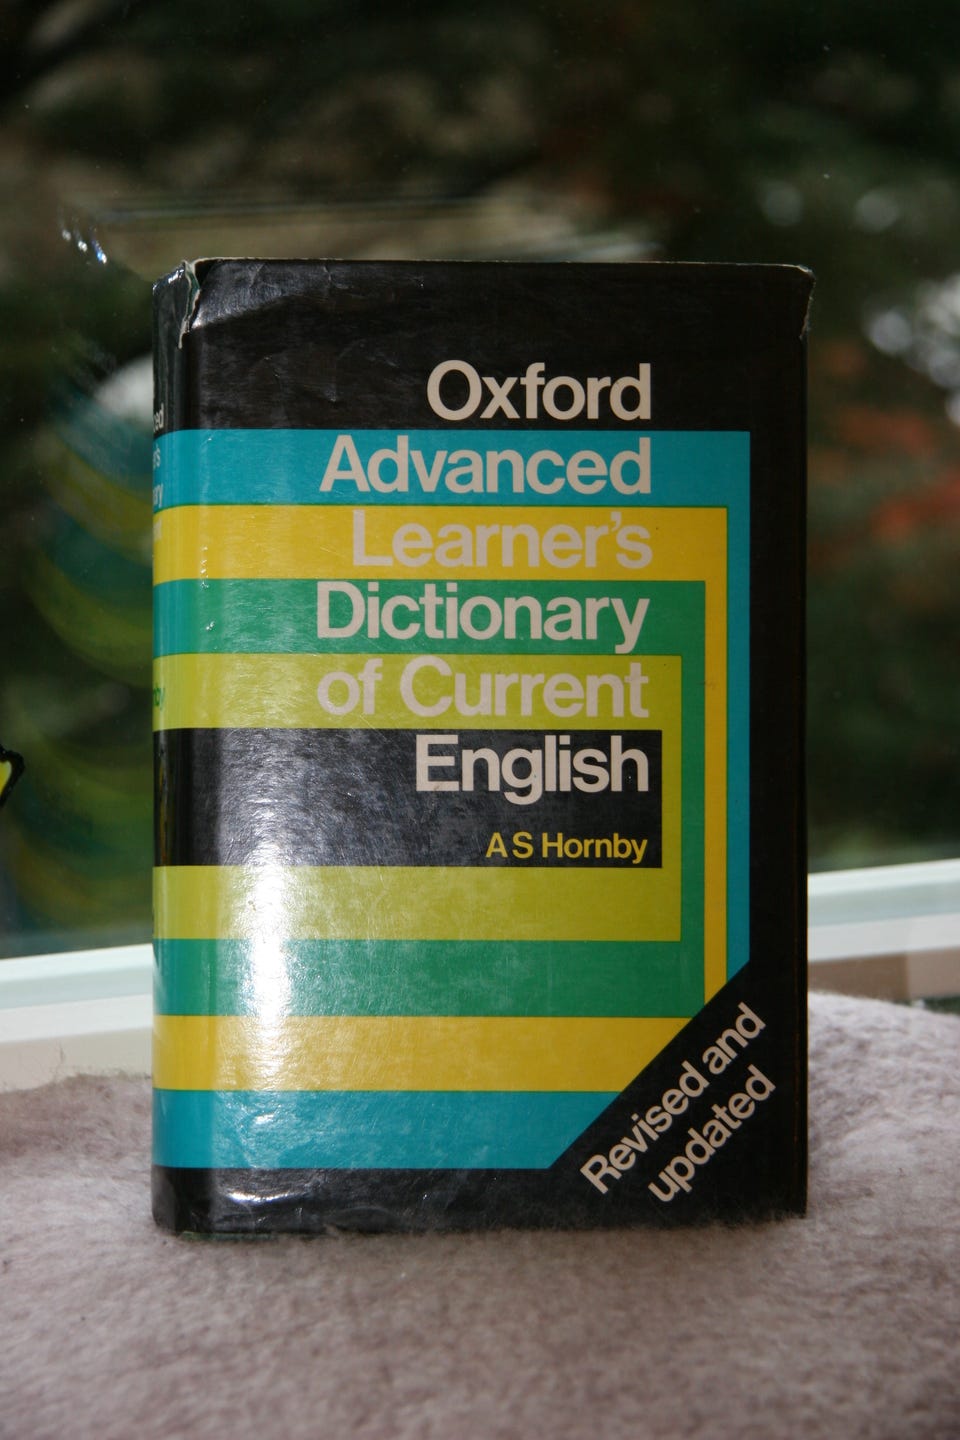 Oxford
Advanced
Learner's
Dictionary
of Current
English
A S Hornby
Revised and
updated